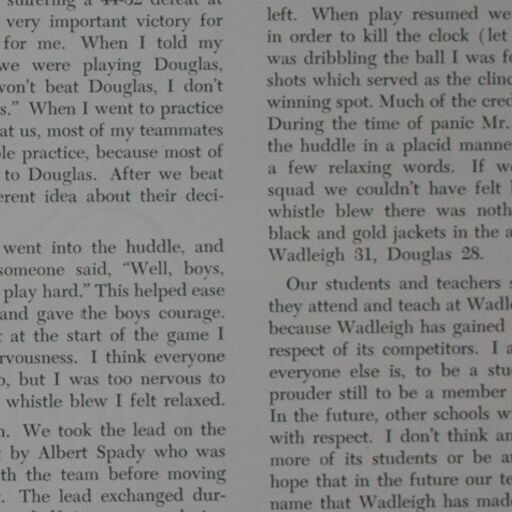 suffering a 44-32 defeat at
very important victory for
for me. When I told my
we were playing Douglas,
won't beat Douglas, I don't
s." When I went to practice
at us, most of my teammates
ole practice, because most of
to Douglas. After we beat
erent idea about their deci-
went into the huddle, and
someone said, "Well, boys,
play hard." This helped ease
and gave the boys courage.
at the start of the game I
rvousness. I think everyone
o, but I was too nervous to
whistle blew I felt relaxed.
n. We took the lead on the
t by Albert Spady who was
th the team before moving
t. The lead exchanged dur-
left. When play resumed we
in order to kill the clock (let
was dribbling the ball I was fo
shots which served as the clinc
winning spot. Much of the cred
During the time of panic Mr.
the huddle in a placid manne
a few relaxing words. If we
squad we couldn't have felt
whistle blew there was noth
black and gold jackets in the a
Wadleigh 31, Douglas 28.
Our students and teachers s
they attend and teach at Wadle
because Wadleigh has gained
respect of its competitors. I a
everyone else is, to be a stu
prouder still to be a member
In the future, other schools w
with respect. I don't think an
more of its students or be an
hope that in the future our te
name that Wadleigh has made